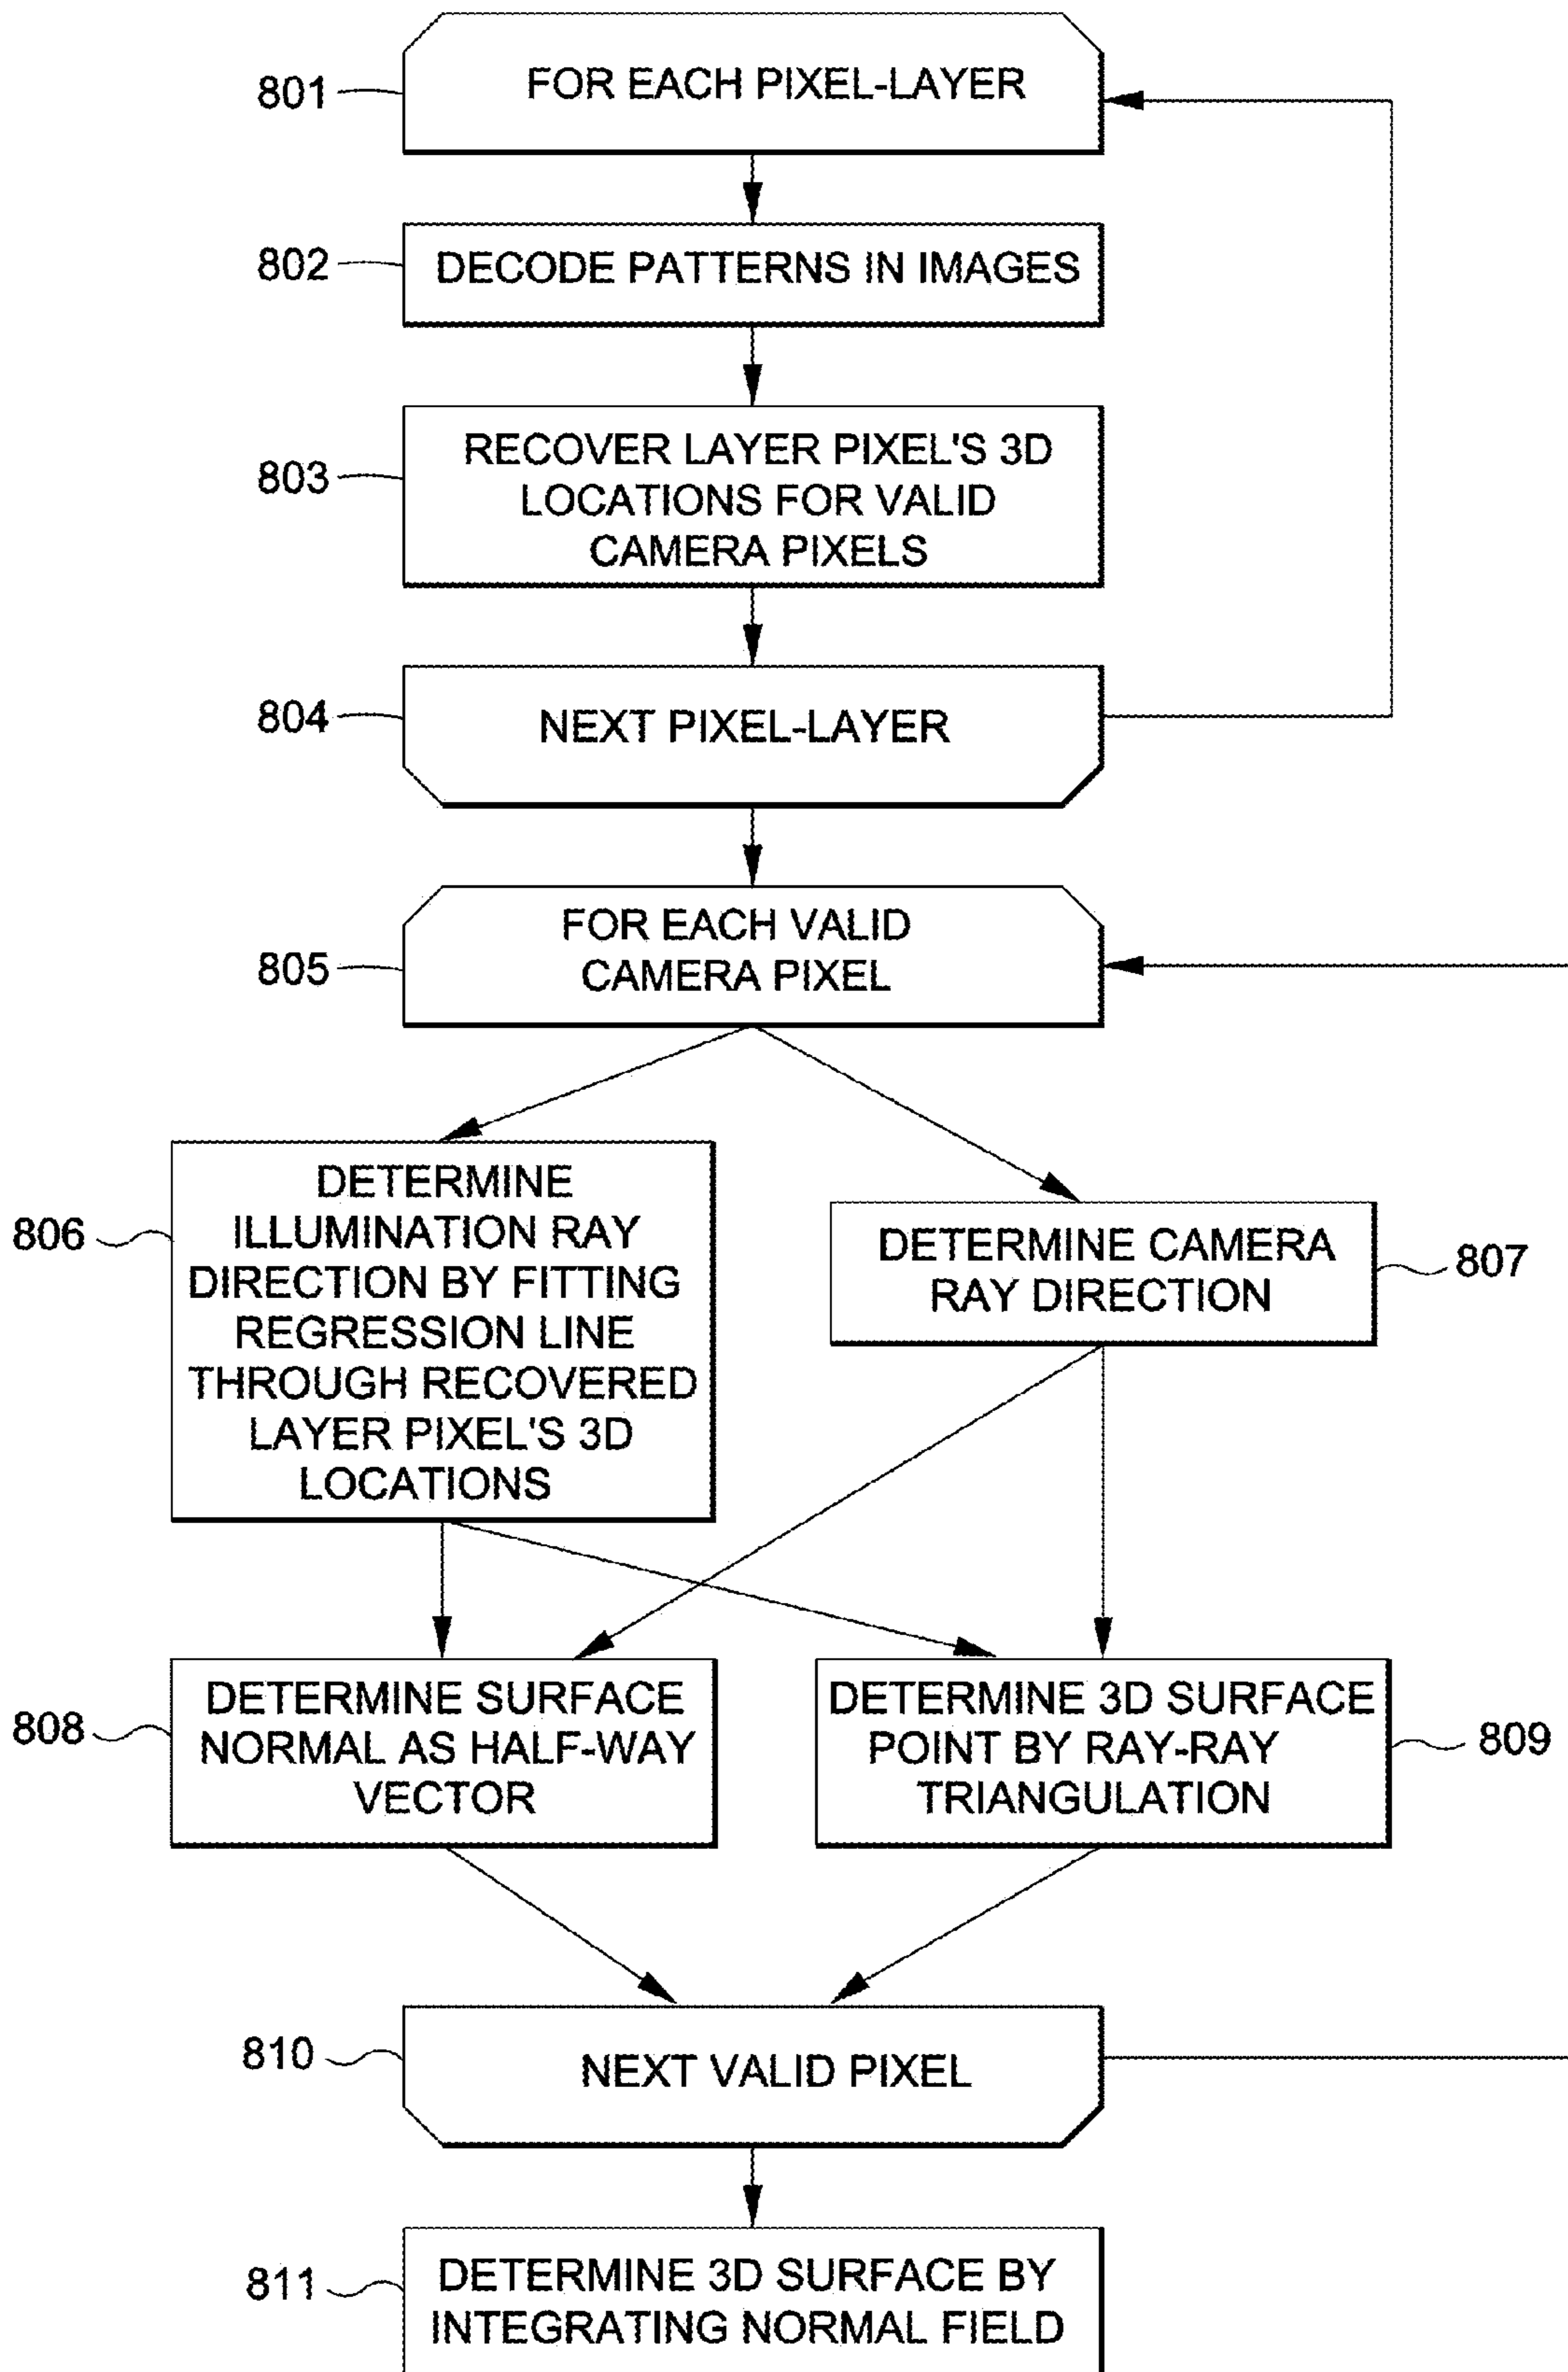 801
FOR EACH PIXEL-LAYER
802
DECODE PATTERNS IN IMAGES
803
RECOVER LAYER PIXEL'S 3D
LOCATIONS FOR VALID
CAMERA PIXELS
804
NEXT PIXEL-LAYER
805
FOR EACH VALID
CAMERA PIXEL
806
DETERMINE
ILLUMINATION RAY
DIRECTION BY FITTING
REGRESSION LINE
THROUGH RECOVERED
LAYER PIXEL'S 3D
LOCATIONS
DETERMINE CAMERA
RAY DIRECTION
807
808
DETERMINE SURFACE
NORMAL AS HALF-WAY
VECTOR
DETERMINE 3D SURFACE
POINT BY RAY-RAY
TRIANGULATION
809
810
NEXT VALID PIXEL
811
DETERMINE 3D SURFACE BY
INTEGRATING NORMAL FIELD